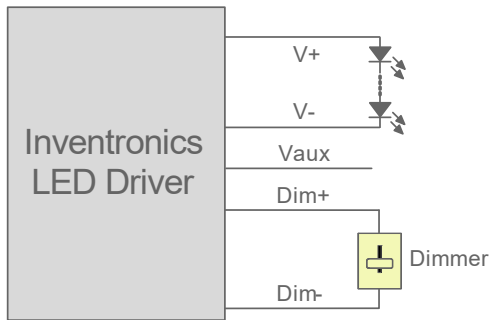 Inventronics
LED Driver
V+
V-
Vaux
Dim+
Dimmer
Dim-